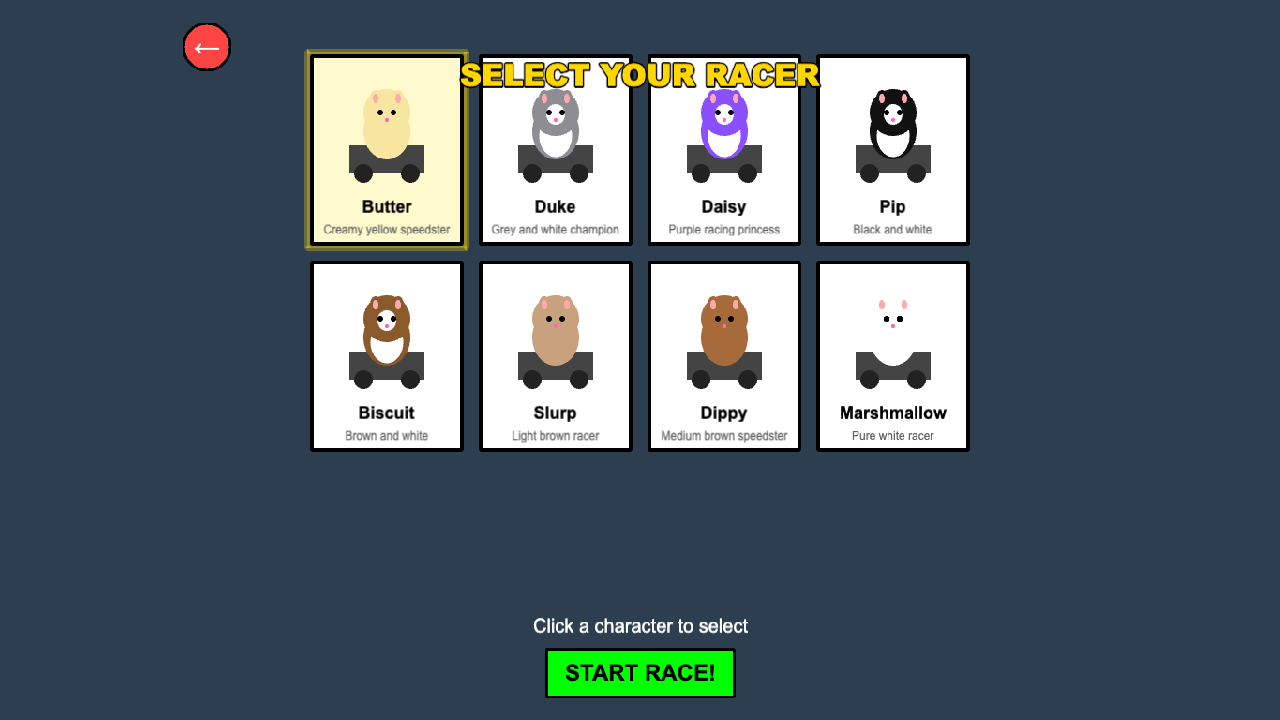 ←
SELECT YOUR RACER
Butter
Creamy yellow speedster
Duke
Grey and white champion
Daisy
Purple racing princess
Pip
Black and white
Biscuit
Brown and white
Slurp
Light brown racer
Dippy
Medium brown speedster
Marshmallow
Pure white racer
Click a character to select
START RACE!